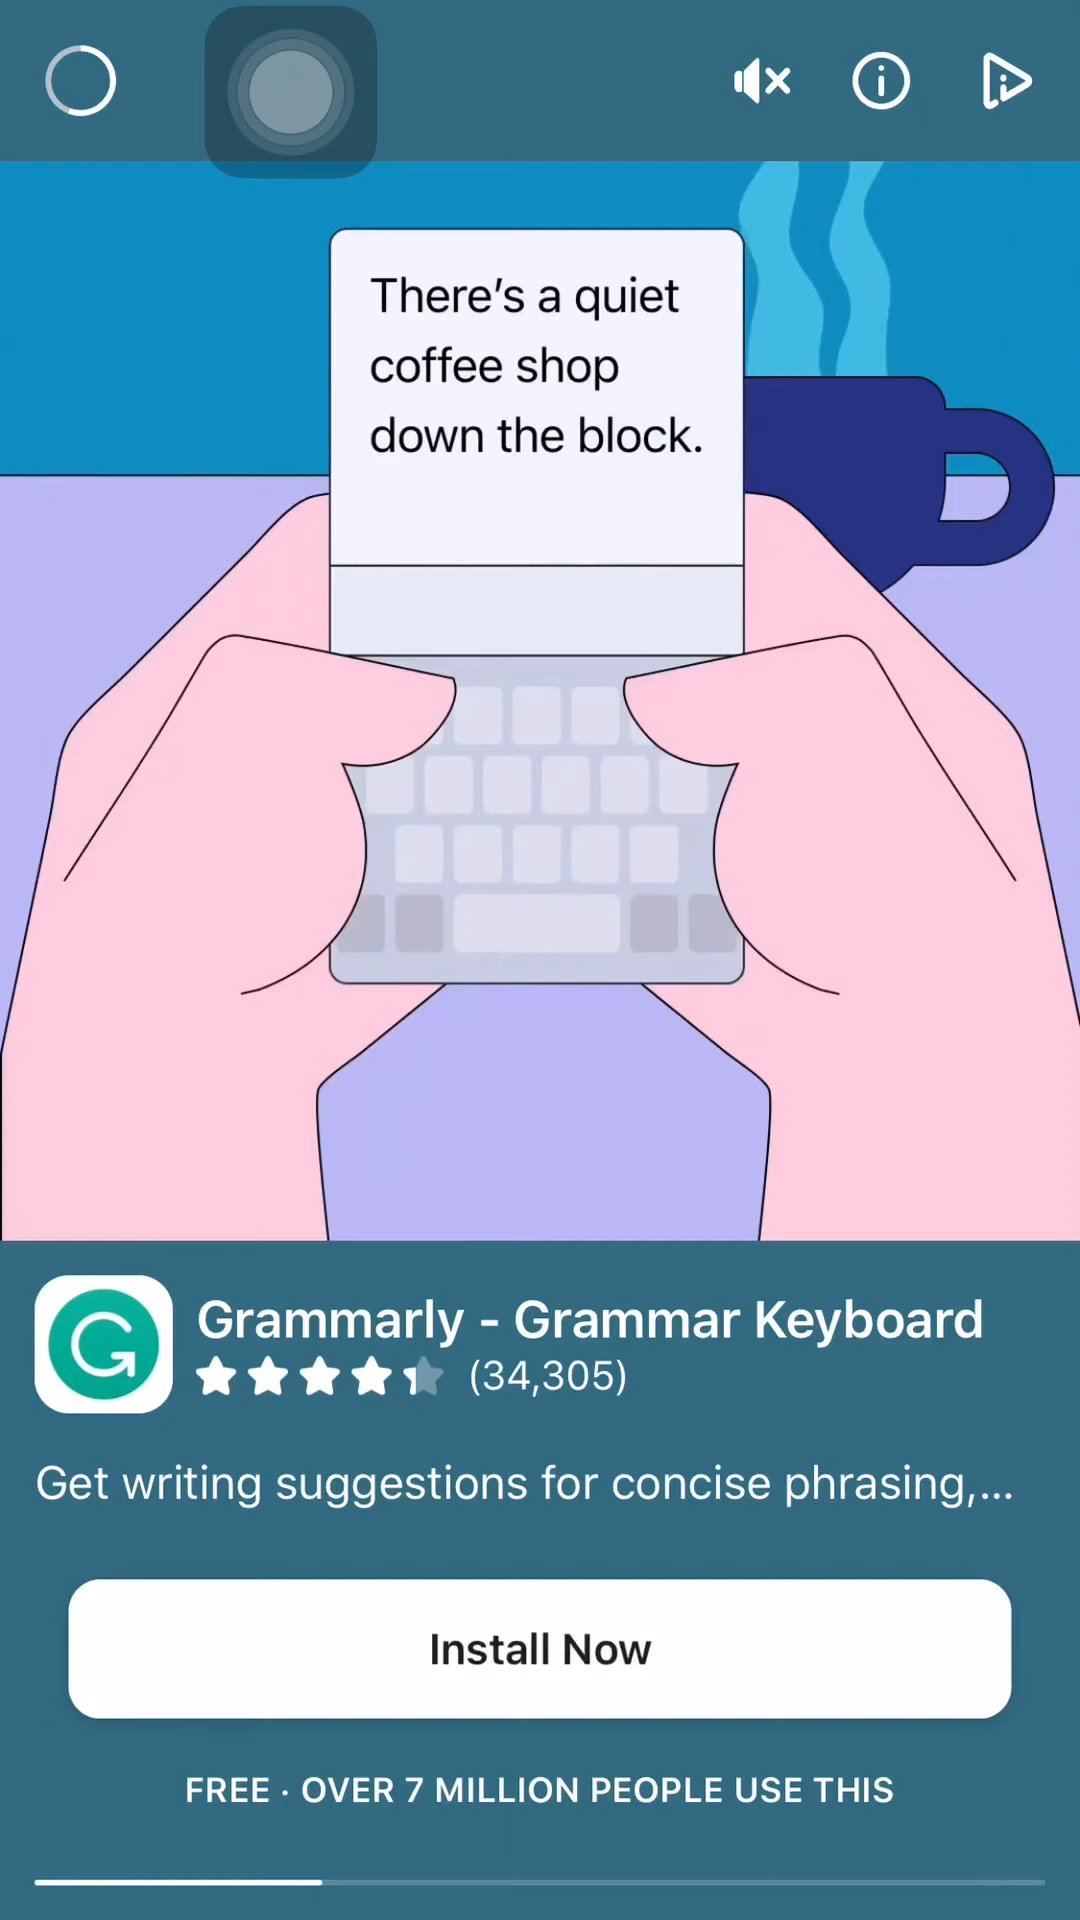 There’s a quiet
coffee shop
down the block.
Grammarly - Grammar Keyboard
(34,305)
Get writing suggestions for concise phrasing,...
Install Now
FREE · OVER 7 MILLION PEOPLE USE THIS